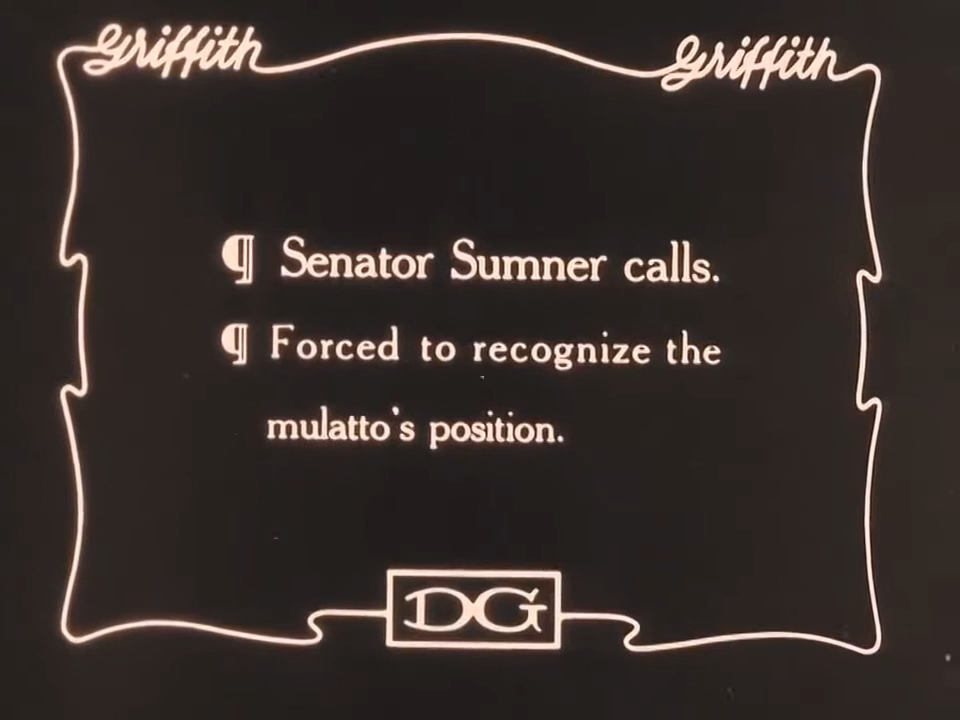 Griffith Griffith
¶ Senator Sumner calls.
¶ Forced to recognize the
mulatto's position.
DG